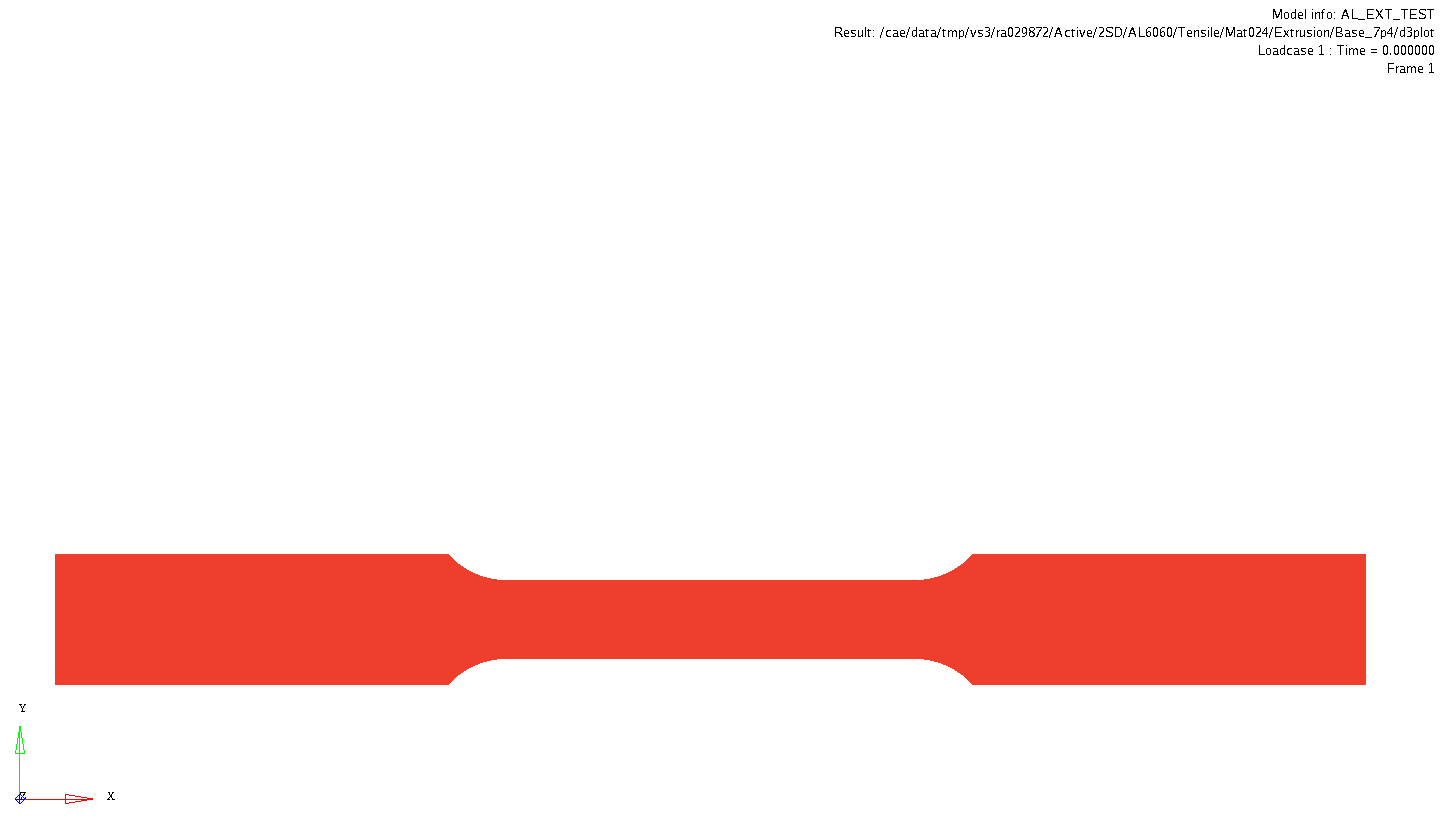 Model info: AL_EXT_TEST
Result: /cae/data/tmp/vs3/ra029872/Active/2SD/AL6060/Tensile/Mat024/Extrusion/Base_7p4/d3plot
Loadcase 1 : Time = 0.000000
Frame 1
Y
Z
X